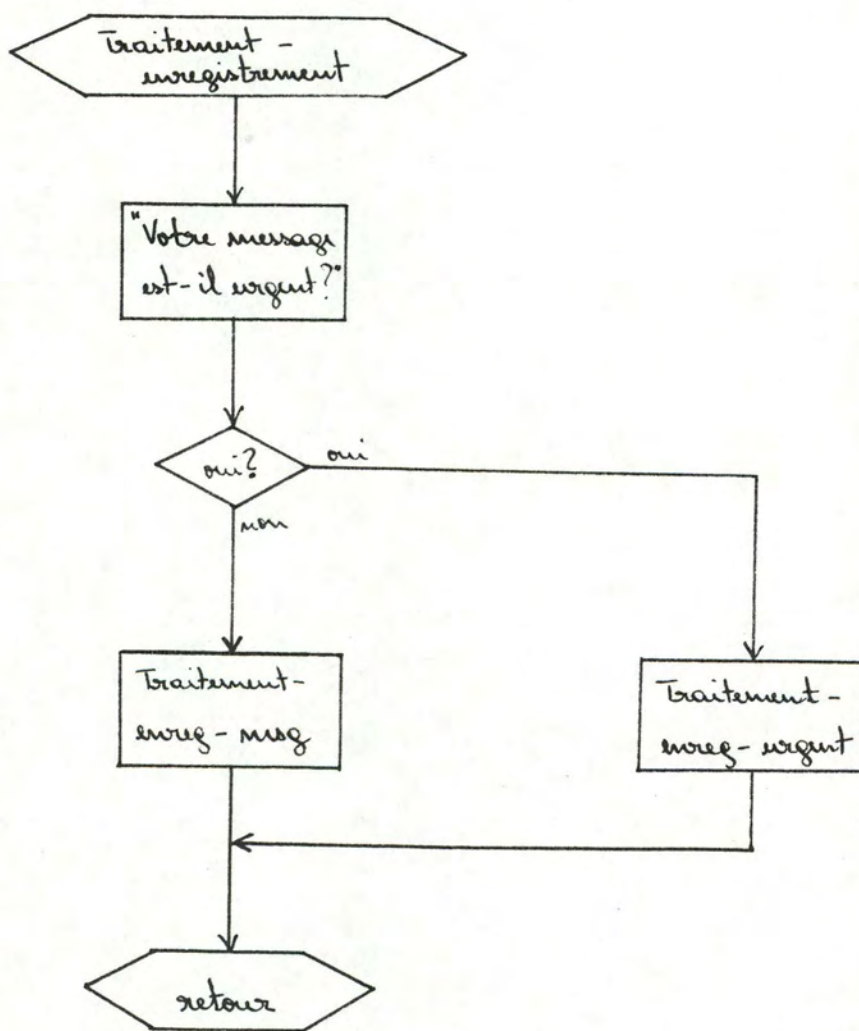 Traitement -
enregistrement
"Votre message
est-il urgent?"
oui?
oui
non
Traitement-
enreg-msg
Traitement-
enreg-urgent
retour